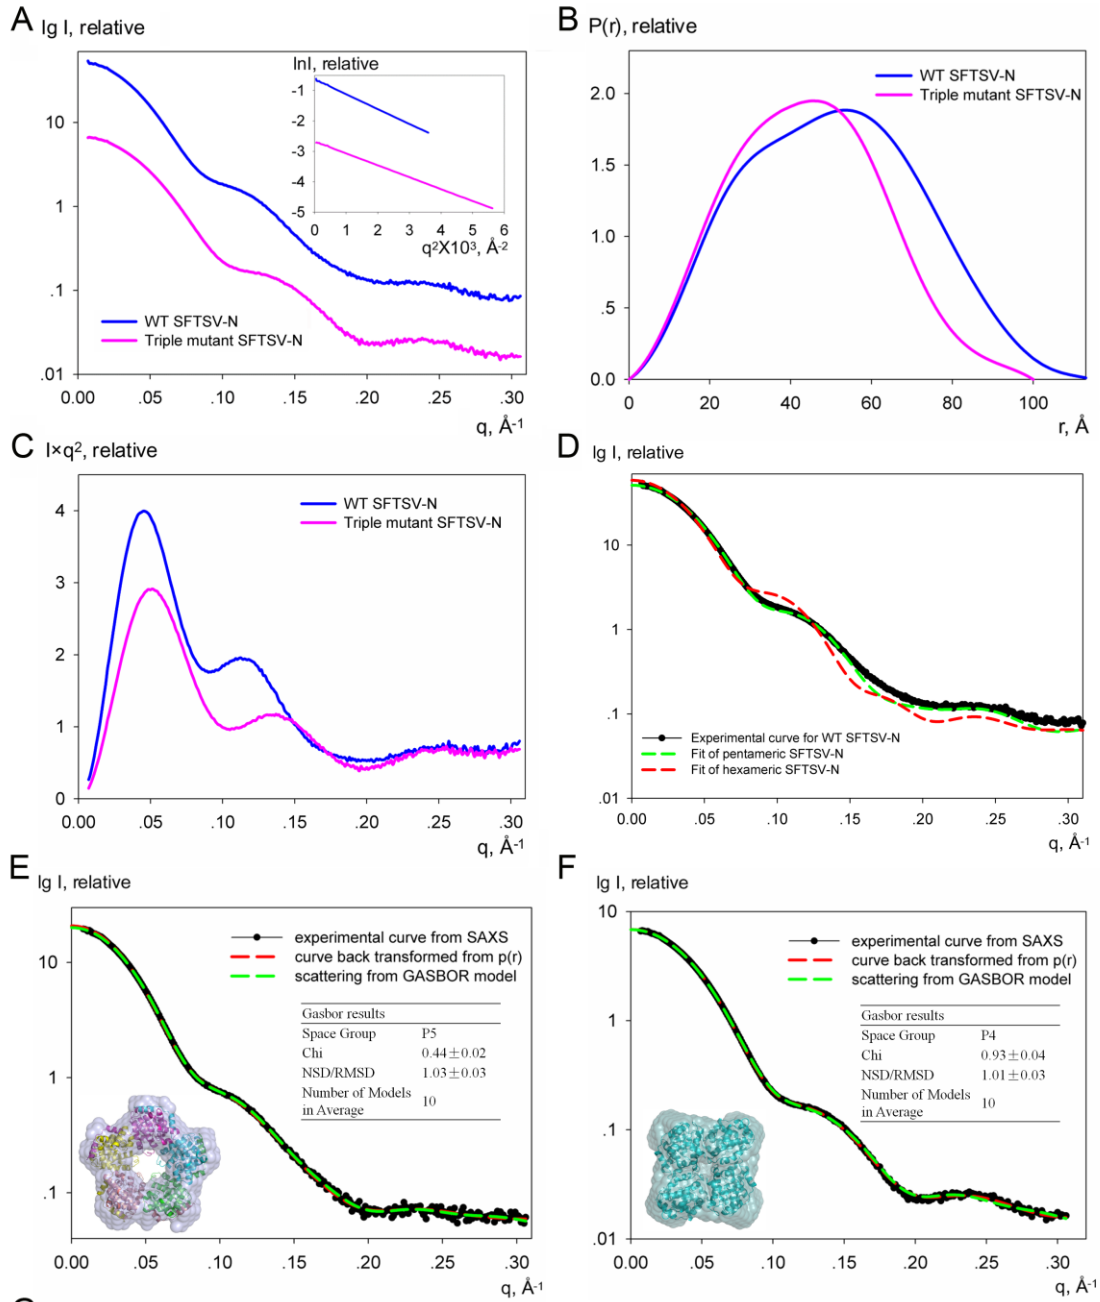 A lg I, relative
10
1
.1
.01
0.00 .05 .10 .15 .20 .25 .30
q, Å-1
WT SFTSV-N
Triple mutant SFTSV-N
lnI, relative
-1
-2
-3
-4
-5
0 1 2 3 4 5 6
q2X103, Å-2
B P(r), relative
2.0
1.5
1.0
.5
0.0
0 20 40 60 80 100
r, Å
WT SFTSV-N
Triple mutant SFTSV-N
C I×q2, relative
4
3
2
1
0
0.00 .05 .10 .15 .20 .25 .30
q, Å-1
WT SFTSV-N
Triple mutant SFTSV-N
D lg I, relative
10
1
.1
.01
0.00 .05 .10 .15 .20 .25 .30
q, Å-1
Experimental curve for WT SFTSV-N
Fit of pentameric SFTSV-N
Fit of hexameric SFTSV-N
E lg I, relative
10
1
.1
0.00 .05 .10 .15 .20 .25 .30
q, Å-1
experimental curve from SAXS
curve back transformed from p(r)
scattering from GASBOR model
Gasbor results
Space Group P5
Chi 0.44±0.02
NSD/RMSD 1.03±0.03
Number of Models
in Average 10
F lg I, relative
10
1
.1
.01
0.00 .05 .10 .15 .20 .25 .30
q, Å-1
experimental curve from SAXS
curve back transformed from p(r)
scattering from GASBOR model
Gasbor results
Space Group P4
Chi 0.93±0.04
NSD/RMSD 1.01±0.03
Number of Models
in Average 10